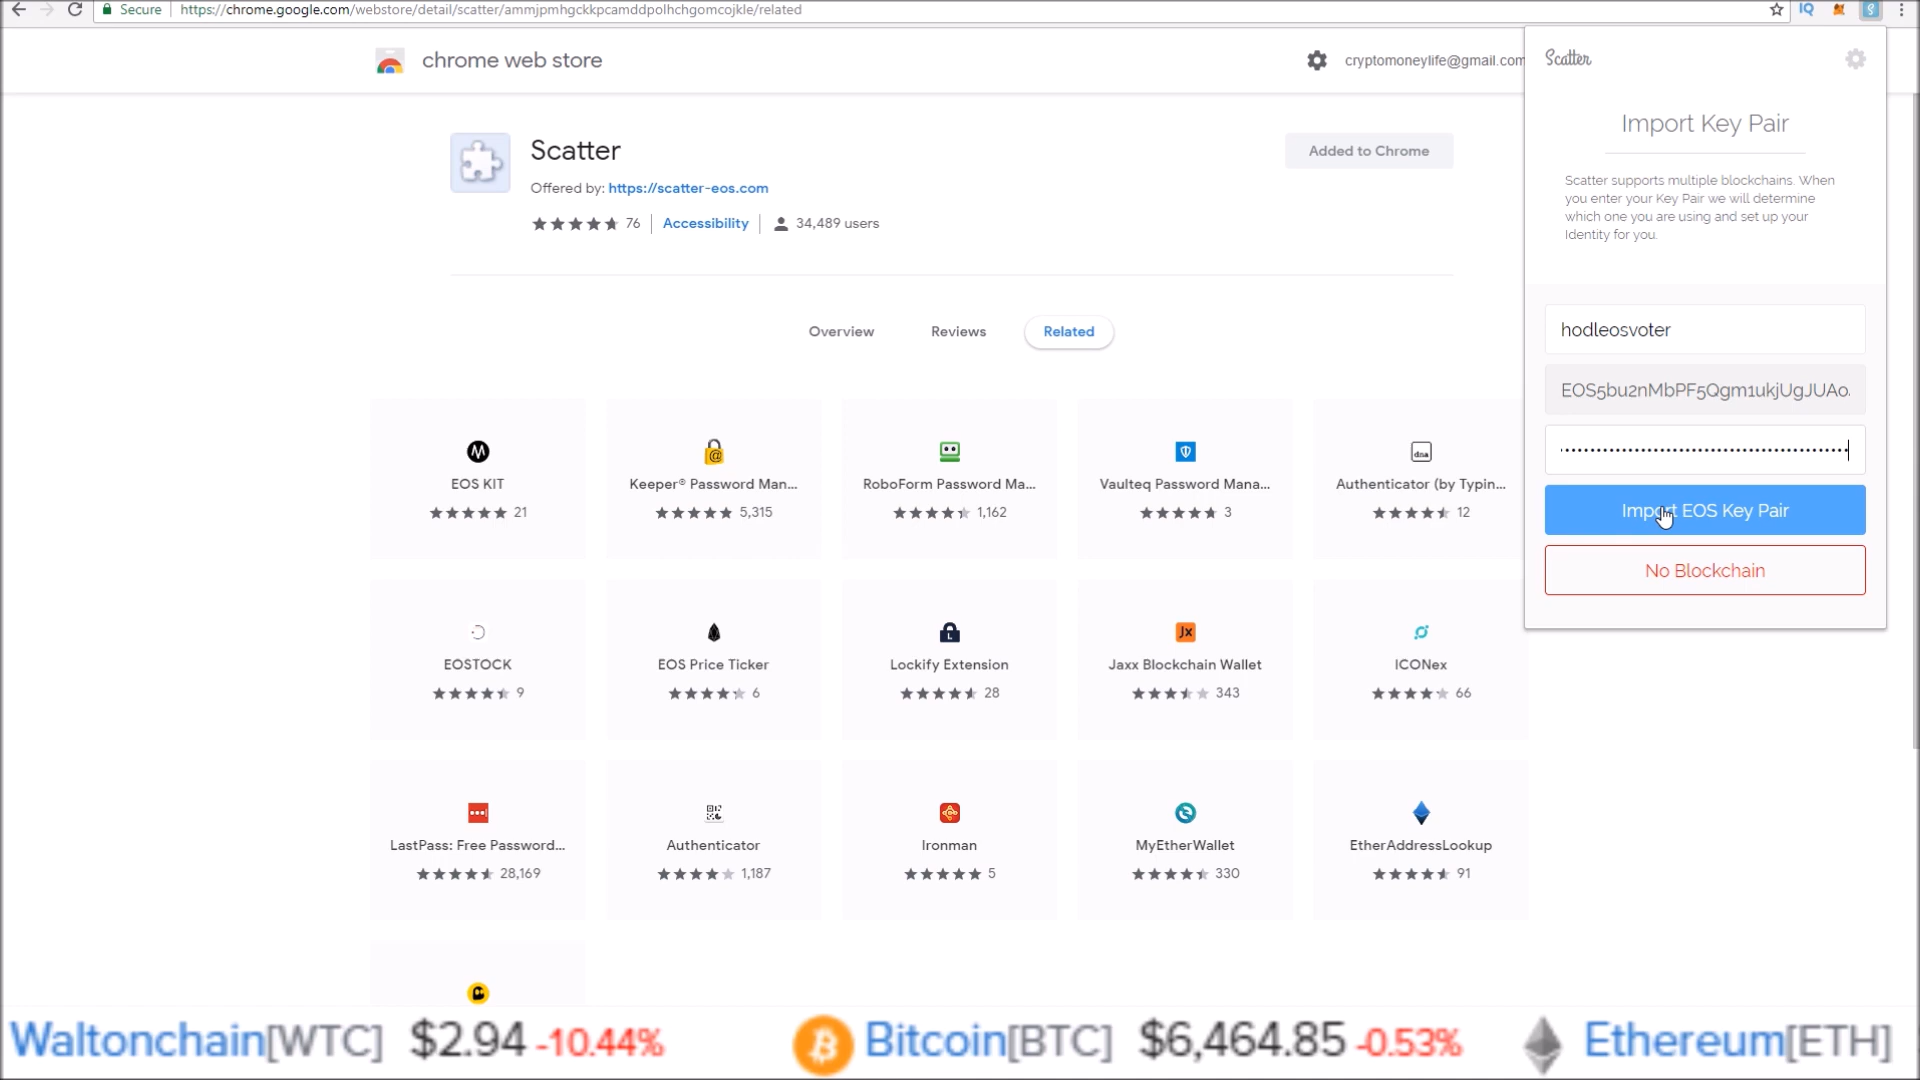 Secure https://chrome.google.com/webstore/detail/scatter/ammjpmhgckkpcamddpolhchgomcojkle/related
IQ
chrome web store
cryptomoneylife@gmail.com
Scatter
Offered by: https://scatter-eos.com
76 Accessibility 34,489 users
Added to Chrome
Overview Reviews Related
EOS KIT
21
Keeper® Password Man...
5,315
RoboForm Password Ma...
1,162
Vaulteq Password Mana...
3
dna
Authenticator (by Typin...
12
EOSTOCK
9
EOS Price Ticker
6
Lockify Extension
28
Jx
Jaxx Blockchain Wallet
343
ICONex
66
LastPass: Free Password...
28,169
Authenticator
1,187
Ironman
5
MyEtherWallet
330
EtherAddressLookup
91
Scatter
Import Key Pair
Scatter supports multiple blockchains. When
you enter your Key Pair we will determine
which one you are using and set up your
Identity for you.
hodleosvoter
EOS5bu2nMbPF5Qgm1ukjUgJUAo
Import EOS Key Pair
No Blockchain
Waltonchain[WTC] $2.94 -10.44% Bitcoin[BTC] $6,464.85 -0.53% Ethereum[ETH]